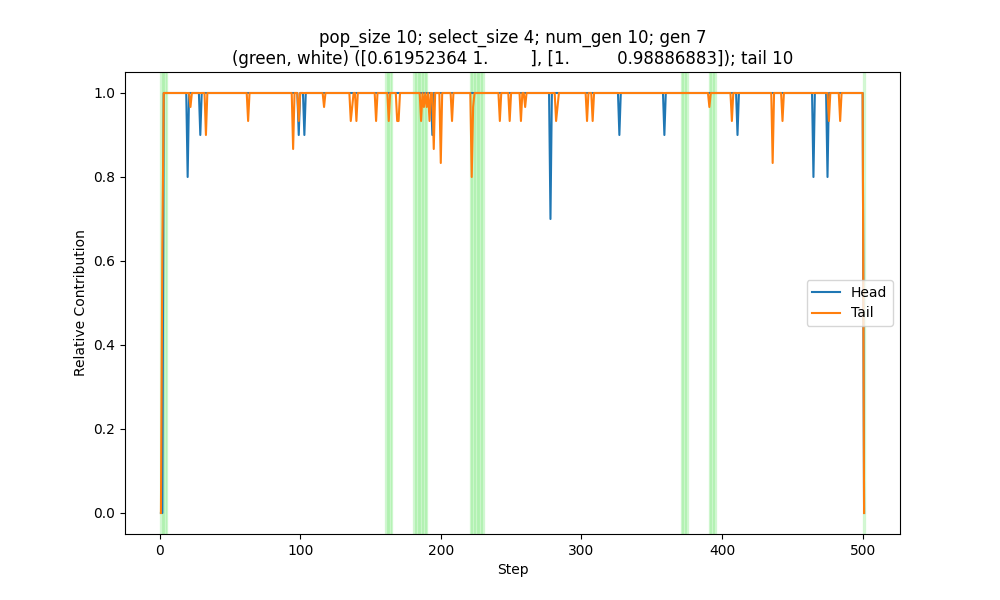 pop_size 10; select_size 4; num_gen 10; gen 7
(green, white) ([0.61952364 1.        ], [1.         0.98886883]); tail 10
1.0
0.8
0.6
0.4
0.2
0.0
Relative Contribution
Head
Tail
0 100 200 300 400 500
Step